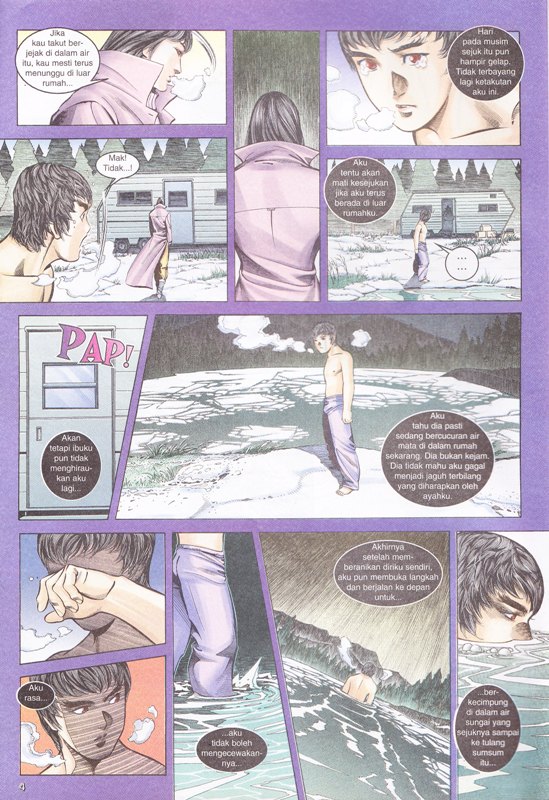 Jika
kau takut ber-
jejak di dalam air
itu, kau mesti terus
menunggu di luar
rumah...
Hari
pada musim
sejuk itu pun
hampir gelap.
Tidak terbayang
lagi ketakutan
aku ini.
Mak!
Tidak...!
Aku
tentu akan
mati kesejukan
jika aku terus
berada di luar
rumahku.
...
...
PAP!
Akan
tetapi ibuku
pun tidak
menghirau-
kan aku
lagi...
Aku
tahu dia pasti
sedang bercucuran air
mata di dalam rumah
sekarang. Dia bukan kejam.
Dia tidak mahu aku gagal
menjadi jaguh terbilang
yang diharapkan oleh
ayahku.
Aku
rasa...
...aku
tidak boleh
mengecewakan-
nya...
Akhirnya
setelah mem-
beranikan diriku sendiri,
aku pun membuka langkah
dan berjalan ke depan
untuk...
...ber-
kecimpung
di dalam air
sungai yang
sejuknya sampai
ke tulang
sumsum
itu...
4